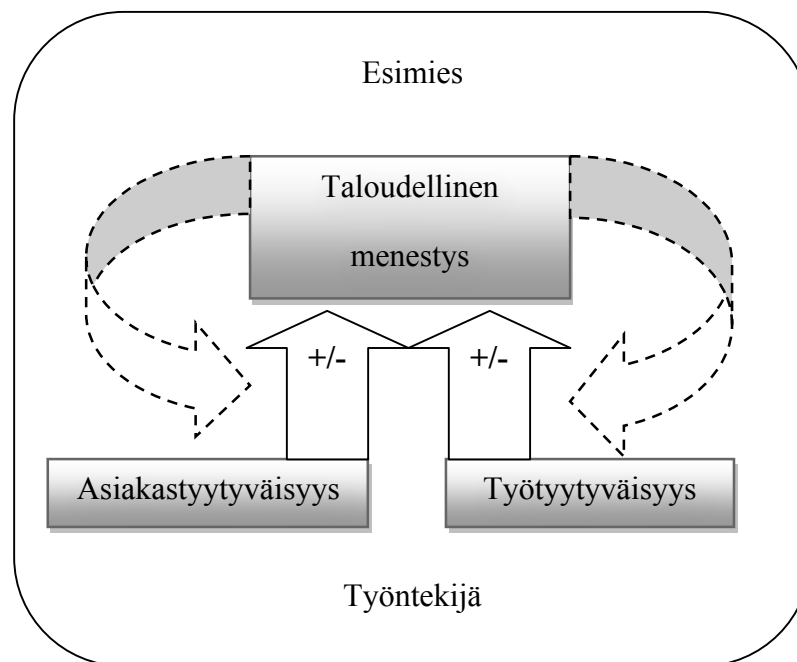 Esimies
Taloudellinen
menestys
+/- +/-
Asiakastyytyväisyys Työtyytyväisyys
Työntekijä